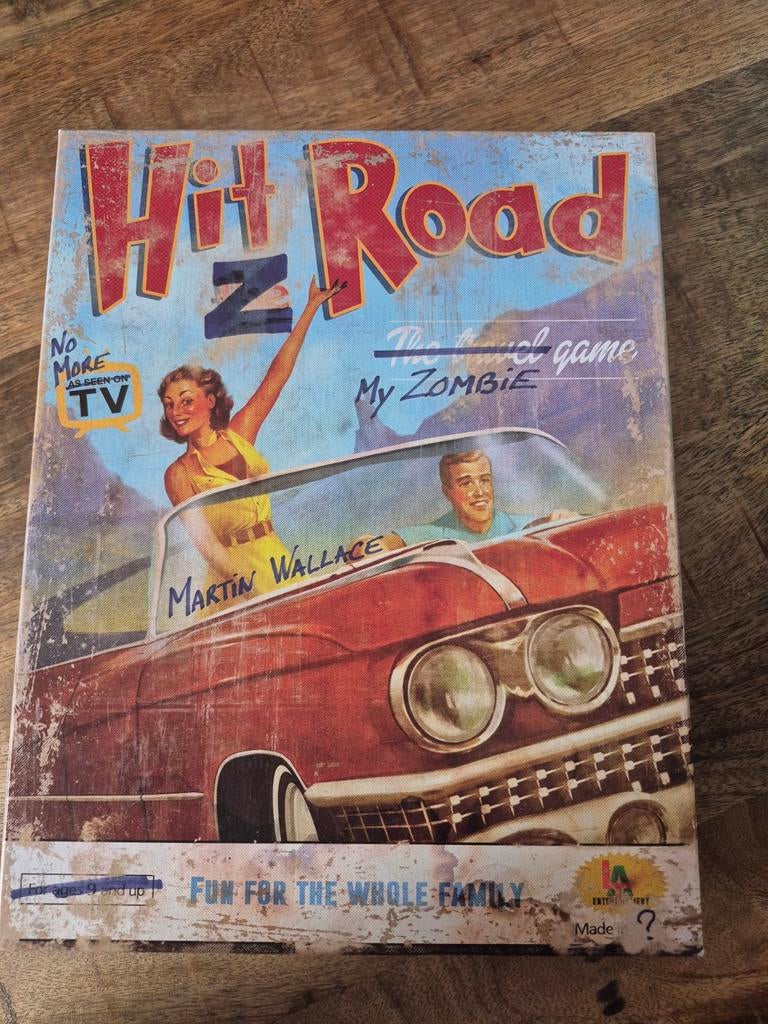 Hit Road
Z
The travel game
My ZOMBiE
No
MoRE
AS SEEN ON
TV
MARTiN WALLACE
For ages 9 and up
FUN FOR THE WHOLE FAMILY
LA
ENTERTAINMENT
Made ?